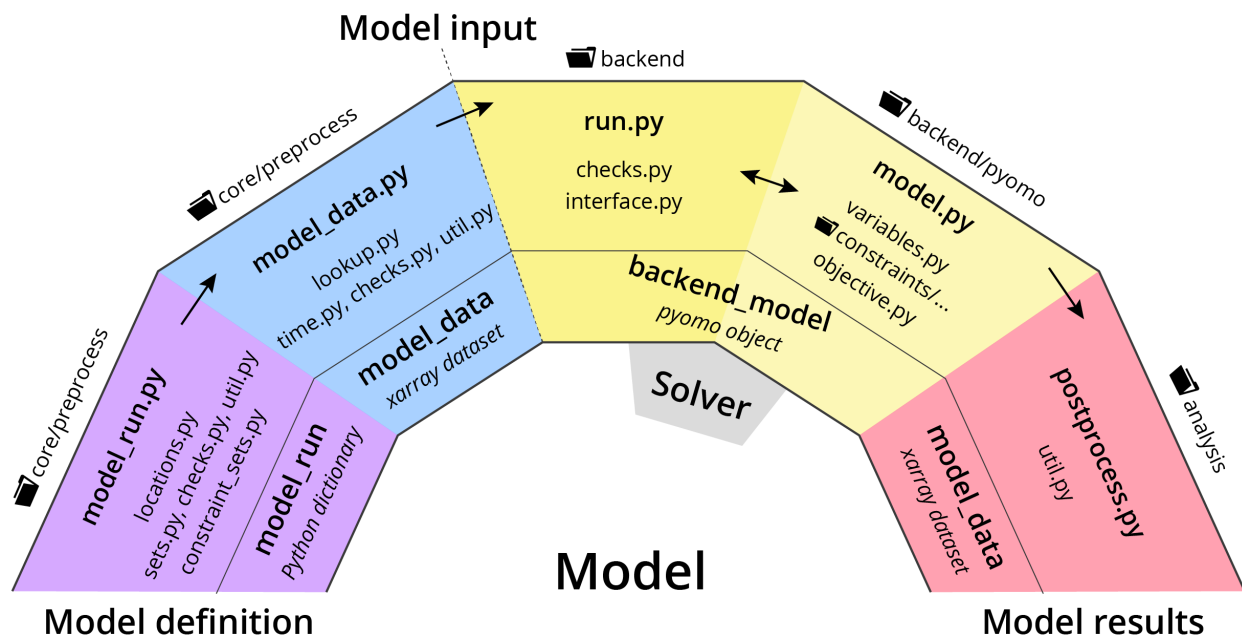 Model input
backend
core/preprocess
run.py
checks.py
interface.py
backend/pyomo
model_data.py
lookup.py
time.py, checks.py, util.py
model.py
variables.py
constraints/...
objective.py
model_data
xarray dataset
backend_model
pyomo object
Solver
core/preprocess
model_run.py
locations.py
sets.py, checks.py, util.py
constraint_sets.py
model_run
Python dictionary
analysis
postprocess.py
util.py
model_data
xarray dataset
Model
Model definition
Model results